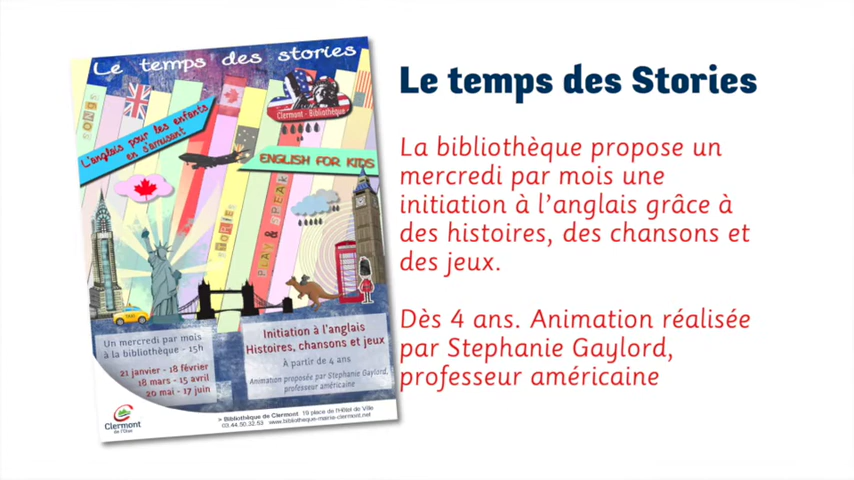 Le temps des stories
SONGS
Clermont - Bibliothèque
L'anglais pour les enfants
en s'amusant
ENGLISH FOR KIDS
STORIES
PLAY & SPEAK
TAXI
Un mercredi par mois
à la bibliothèque - 15h
21 janvier - 18 février
18 mars - 15 avril
20 mai - 17 juin
Initiation à l'anglais
Histoires, chansons et jeux
À partir de 4 ans
Animation proposée par Stephanie Gaylord,
professeur américaine
Clermont
de l'Oise
> Bibliothèque de Clermont 19 place de l'Hôtel de Ville
03.44.50.32.53 www.bibliotheque-mairie-clermont.net
Le temps des Stories
La bibliothèque propose un
mercredi par mois une
initiation à l'anglais grâce à
des histoires, des chansons et
des jeux.
Dès 4 ans. Animation réalisée
par Stephanie Gaylord,
professeur américaine